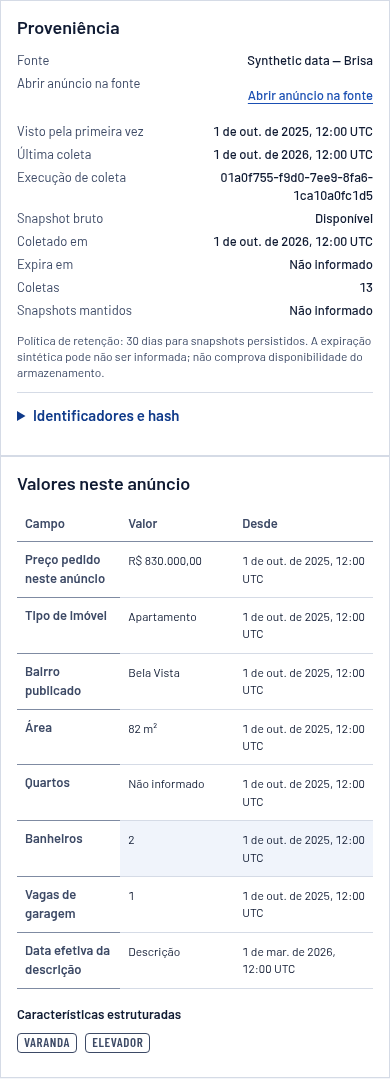 Proveniência
Fonte Synthetic data — Brisa
Abrir anúncio na fonte
Abrir anúncio na fonte
Visto pela primeira vez 1 de out. de 2025, 12:00 UTC
Última coleta 1 de out. de 2026, 12:00 UTC
Execução de coleta 01a0f755-f9d0-7ee9-8fa6-
1ca10a0fc1d5
Snapshot bruto Disponível
Coletado em 1 de out. de 2026, 12:00 UTC
Expira em Não informado
Coletas 13
Snapshots mantidos Não informado
Política de retenção: 30 dias para snapshots persistidos. A expiração
sintética pode não ser informada; não comprova disponibilidade do
armazenamento.
Identificadores e hash
Valores neste anúncio
Campo Valor Desde
Preço pedido R$ 830.000,00 1 de out. de 2025, 12:00
neste anúncio UTC
Tipo de imóvel Apartamento 1 de out. de 2025, 12:00
UTC
Bairro Bela Vista 1 de out. de 2025, 12:00
publicado UTC
Área 82 m² 1 de out. de 2025, 12:00
UTC
Quartos Não informado 1 de out. de 2025, 12:00
UTC
Banheiros 2 1 de out. de 2025, 12:00
UTC
Vagas de 1 1 de out. de 2025, 12:00
garagem UTC
Data efetiva da Descrição 1 de mar. de 2026,
descrição 12:00 UTC
Características estruturadas
VARANDA ELEVADOR